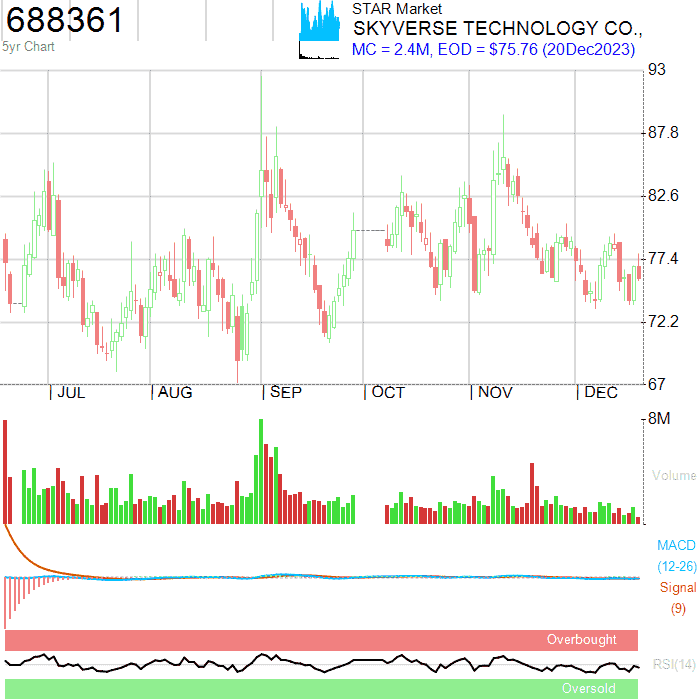 688361
5yr Chart
STAR Market
SKYVERSE TECHNOLOGY CO.,
MC = 2.4M, EOD = $75.76 (20Dec2023)
93
87.8
82.6
77.4
72.2
67
JUL AUG SEP OCT NOV DEC
8M
Volume
MACD
(12-26)
Signal
(9)
Overbought
RSI(14)
Oversold